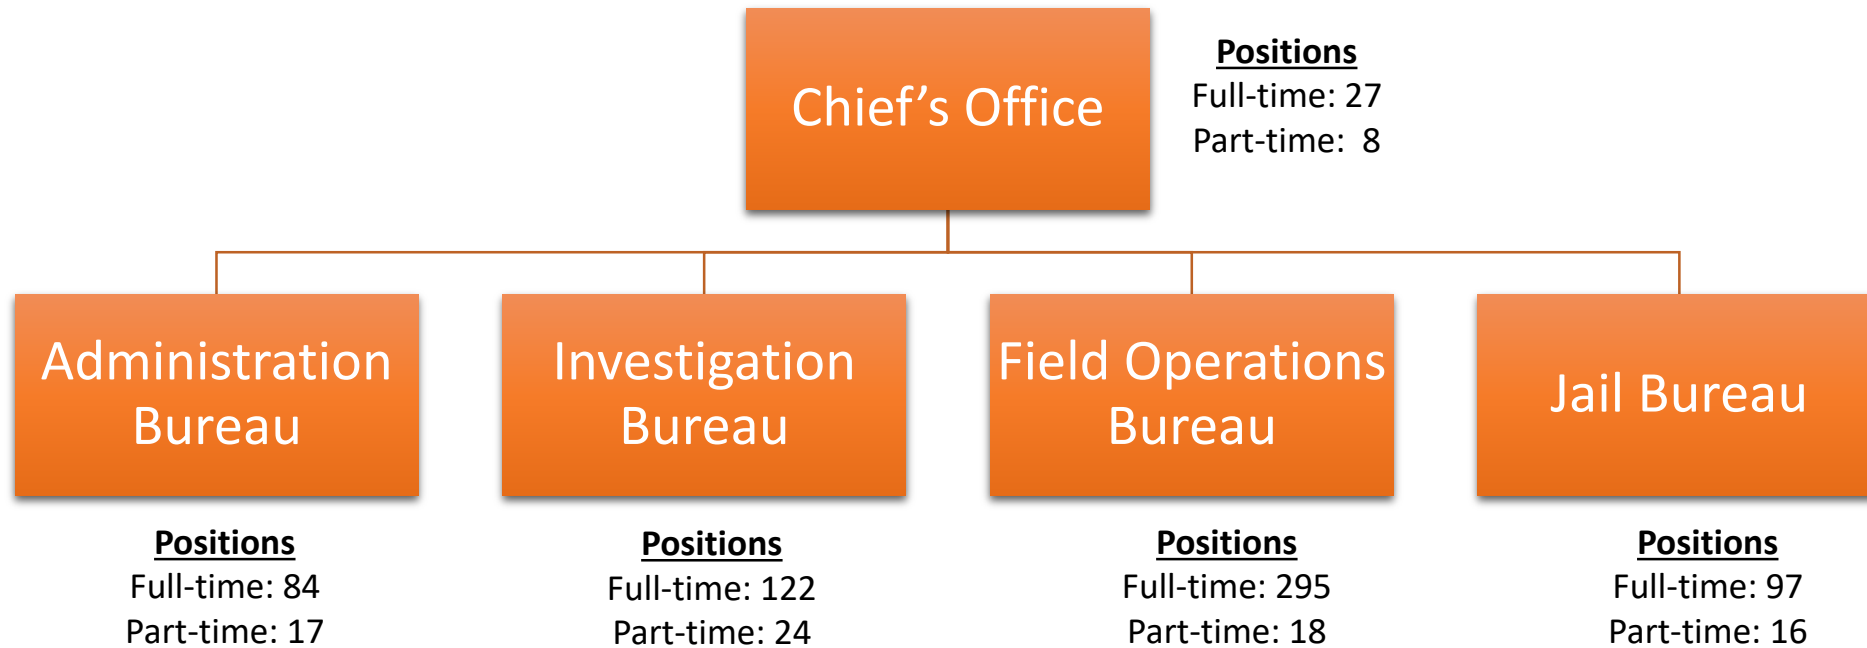 Chief’s Office
Positions
Full-time: 27
Part-time:  8
Administration
Bureau
Positions
Full-time: 84
Part-time: 17
Investigation
Bureau
Positions
Full-time: 122
Part-time: 24
Field Operations
Bureau
Positions
Full-time: 295
Part-time: 18
Jail Bureau
Positions
Full-time: 97
Part-time: 16